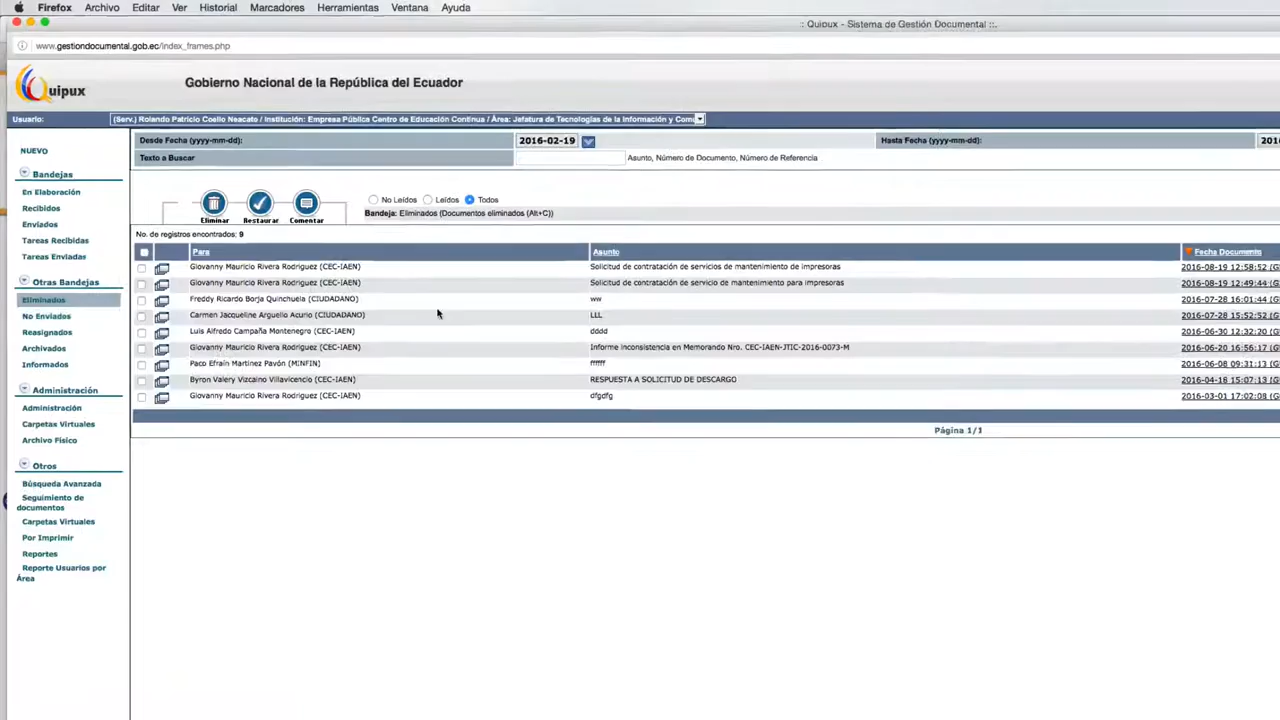 Firefox Archivo Editar Ver Historial Marcadores Herramientas Ventana Ayuda
:: Quipux - Sistema de Gestión Documental ::.
www.gestiondocumental.gob.ec/index_frames.php
Quipux
Gobierno Nacional de la República del Ecuador
Usuario: (Serv.) Rolando Patricio Coello Neacato / Institución: Empresa Pública Centro de Educación Continua / Área: Jefatura de Tecnologías de la Información y Com
Desde Fecha (yyyy-mm-dd): 2016-02-19 Hasta Fecha (yyyy-mm-dd): 201
Texto a Buscar Asunto, Número de Documento, Número de Referencia
NUEVO
Bandejas
En Elaboración
Recibidos
Enviados
Tareas Recibidas
Tareas Enviadas
Otras Bandejas
Eliminados
No Enviados
Reasignados
Archivados
Informados
Administración
Administración
Carpetas Virtuales
Archivo Físico
Otros
Búsqueda Avanzada
Seguimiento de
documentos
Carpetas Virtuales
Por Imprimir
Reportes
Reporte Usuarios por
Área
Eliminar Restaurar Comentar
No Leídos Leídos Todos
Bandeja: Eliminados (Documentos eliminados (Alt+C))
No. de registros encontrados: 9
Para Asunto Fecha Documento
Giovanny Mauricio Rivera Rodriguez (CEC-IAEN) Solicitud de contratación de servicios de mantenimiento de impresoras 2016-08-19 12:58:52 (G
Giovanny Mauricio Rivera Rodriguez (CEC-IAEN) Solicitud de contratación de servicio de mantenimiento para impresoras 2016-08-19 12:49:44 (G
Freddy Ricardo Borja Quinchuela (CIUDADANO) ww 2016-07-28 16:01:44 (G
Carmen Jacqueline Arguello Acurio (CIUDADANO) LLL 2016-07-28 15:52:52 (G
Luis Alfredo Campaña Montenegro (CEC-IAEN) dddd 2016-06-30 12:32:20 (G
Giovanny Mauricio Rivera Rodriguez (CEC-IAEN) Informe inconsistencia en Memorando Nro. CEC-IAEN-JTIC-2016-0073-M 2016-06-20 16:56:17 (G
Paco Efraín Martínez Pavón (MINFIN) ffffff 2016-06-08 09:31:13 (G
Byron Valery Vizcaino Villavicencio (CEC-IAEN) RESPUESTA A SOLICITUD DE DESCARGO 2016-04-18 15:07:13 (G
Giovanny Mauricio Rivera Rodriguez (CEC-IAEN) dfgdfg 2016-03-01 17:02:08 (G
Página 1/1